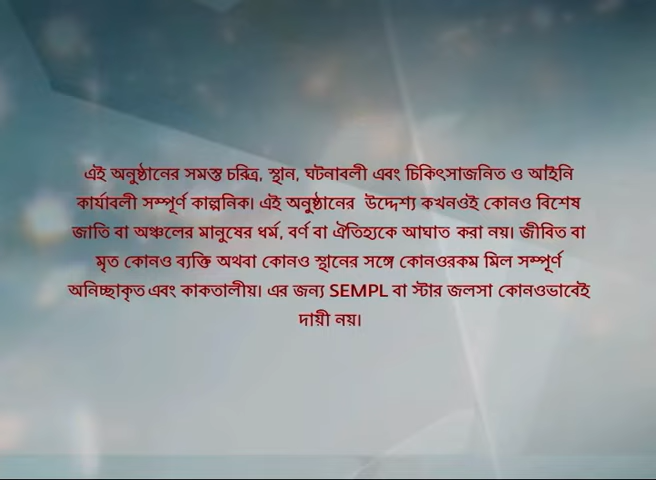 এই অনুষ্ঠানের সমস্ত চরিত্র, স্থান, ঘটনাবলী এবং চিকিৎসাজনিত ও আইনি
কার্যাবলী সম্পূর্ণ কাল্পনিক। এই অনুষ্ঠানের উদ্দেশ্য কখনওই কোনও বিশেষ
জাতি বা অঞ্চলের মানুষের ধর্ম, বর্ণ বা ঐতিহ্যকে আঘাত করা নয়। জীবিত বা
মৃত কোনও ব্যক্তি অথবা কোনও স্থানের সঙ্গে কোনওরকম মিল সম্পূর্ণ
অনিচ্ছাকৃত এবং কাকতালীয়। এর জন্য SEMPL বা স্টার জলসা কোনওভাবেই
দায়ী নয়।